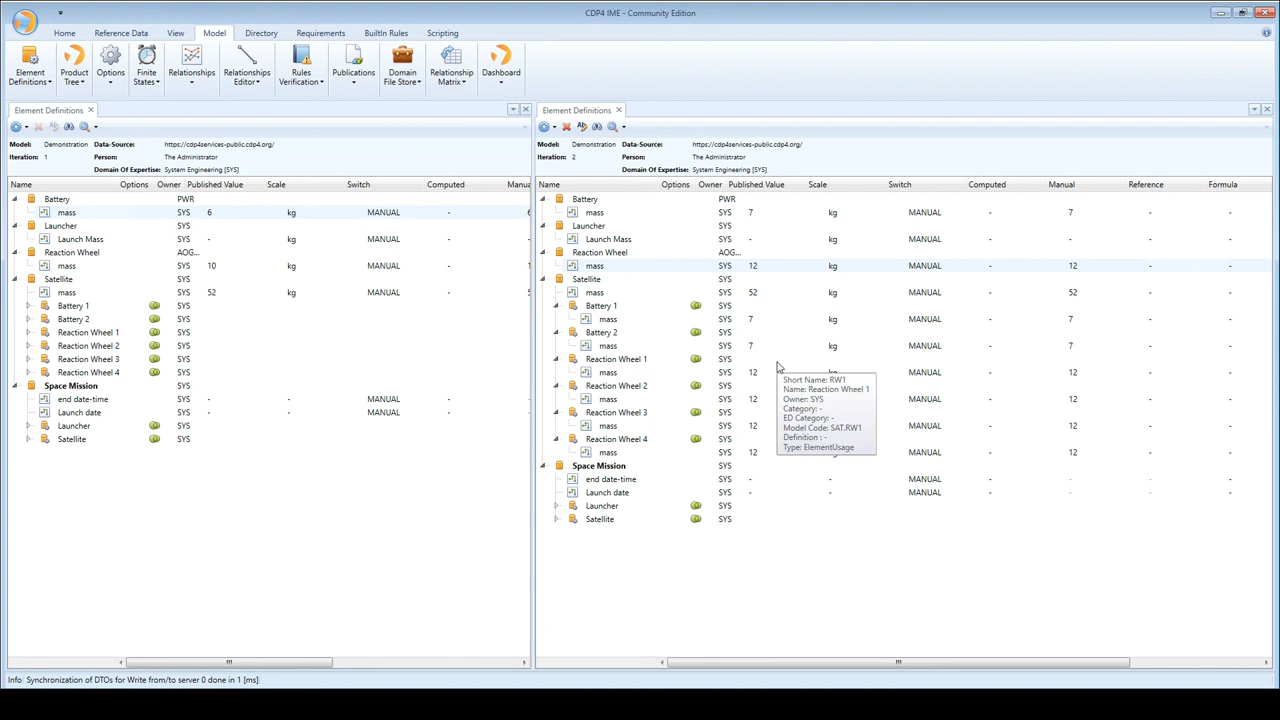 CDP4 IME - Community Edition
Home Reference Data View Model Directory Requirements BuiltIn Rules Scripting
Element Definitions Product Tree Options Finite States Relationships Relationships Editor Rules Verification Publications Domain File Store Relationship Matrix Dashboard
Element Definitions
Model: Demonstration Data-Source: https://cdp4services-public.cdp4.org/
Iteration: 1 Person: The Administrator
Domain Of Expertise: System Engineering [SYS]
Name Options Owner Published Value Scale Switch Computed Manua
Battery PWR
mass SYS 6 kg MANUAL - 6
Launcher SYS
Launch Mass SYS - kg MANUAL -
Reaction Wheel AOG...
mass SYS 10 kg MANUAL - 1
Satellite SYS
mass SYS 52 kg MANUAL - 5
Battery 1 SYS
Battery 2 SYS
Reaction Wheel 1 SYS
Reaction Wheel 2 SYS
Reaction Wheel 3 SYS
Reaction Wheel 4 SYS
Space Mission SYS
end date-time SYS - - MANUAL -
Launch date SYS - - MANUAL -
Launcher SYS
Satellite SYS
Element Definitions
Model: Demonstration Data-Source: https://cdp4services-public.cdp4.org/
Iteration: 2 Person: The Administrator
Domain Of Expertise: System Engineering [SYS]
Name Options Owner Published Value Scale Switch Computed Manual Reference Formula
Battery PWR
mass SYS 7 kg MANUAL - 7 - -
Launcher SYS
Launch Mass SYS - kg MANUAL - - - -
Reaction Wheel AOG...
mass SYS 12 kg MANUAL - 12 - -
Satellite SYS
mass SYS 52 kg MANUAL - 52 - -
Battery 1 SYS
mass SYS 7 kg MANUAL - 7 - -
Battery 2 SYS
mass SYS 7 kg MANUAL - 7 - -
Reaction Wheel 1 SYS
mass SYS 12 kg MANUAL - 12 - -
Reaction Wheel 2 SYS
mass SYS 12 MANUAL - 12 - -
Reaction Wheel 3 SYS
mass SYS 12 MANUAL - 12 - -
Reaction Wheel 4 SYS
mass SYS 12 kg MANUAL - 12 - -
Space Mission SYS
end date-time SYS - - MANUAL - - - -
Launch date SYS - - MANUAL - - - -
Launcher SYS
Satellite SYS
Short Name: RW1
Name: Reaction Wheel 1
Owner: SYS
Category: -
ED Category: -
Model Code: SAT.RW1
Definition : -
Type: ElementUsage
Info: Synchronization of DTOs for Write from/to server 0 done in 1 [ms]